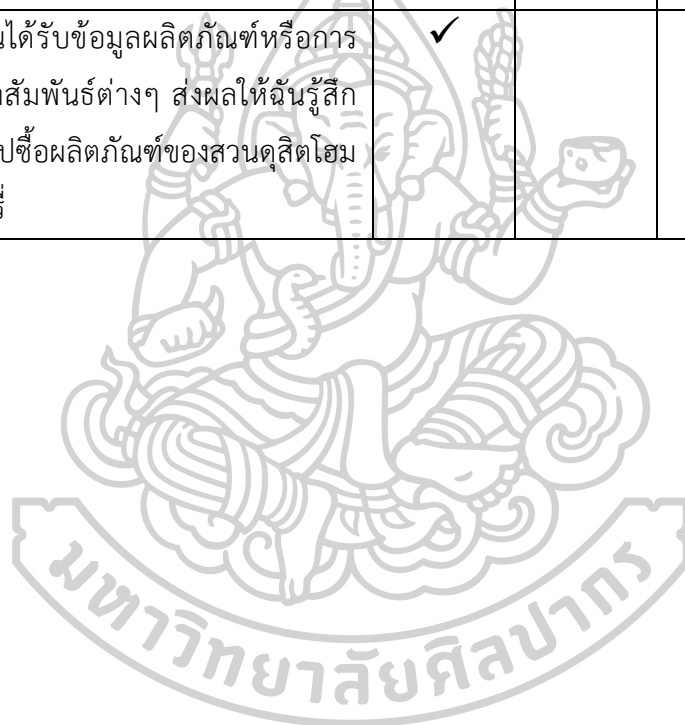 นได้รับข้อมูลผลิตภัณฑ์หรือการ ✓
าสัมพันธ์ต่างๆ ส่งผลให้ฉันรู้สึก
ปซื้อผลิตภัณฑ์ของสวนดุสิตโฮม
รี่
มหาวิทยาลัยศิลปากร